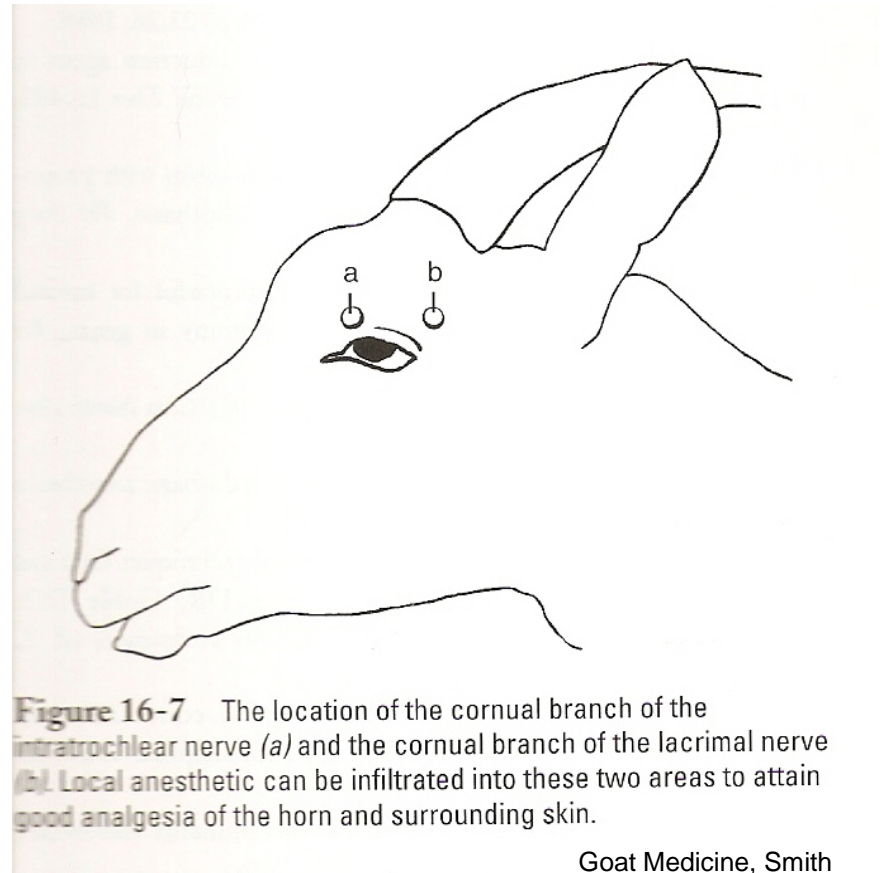 a b
Figure 16-7 The location of the cornual branch of the
intratrochlear nerve (a) and the cornual branch of the lacrimal nerve
(b). Local anesthetic can be infiltrated into these two areas to attain
good analgesia of the horn and surrounding skin.
Goat Medicine, Smith